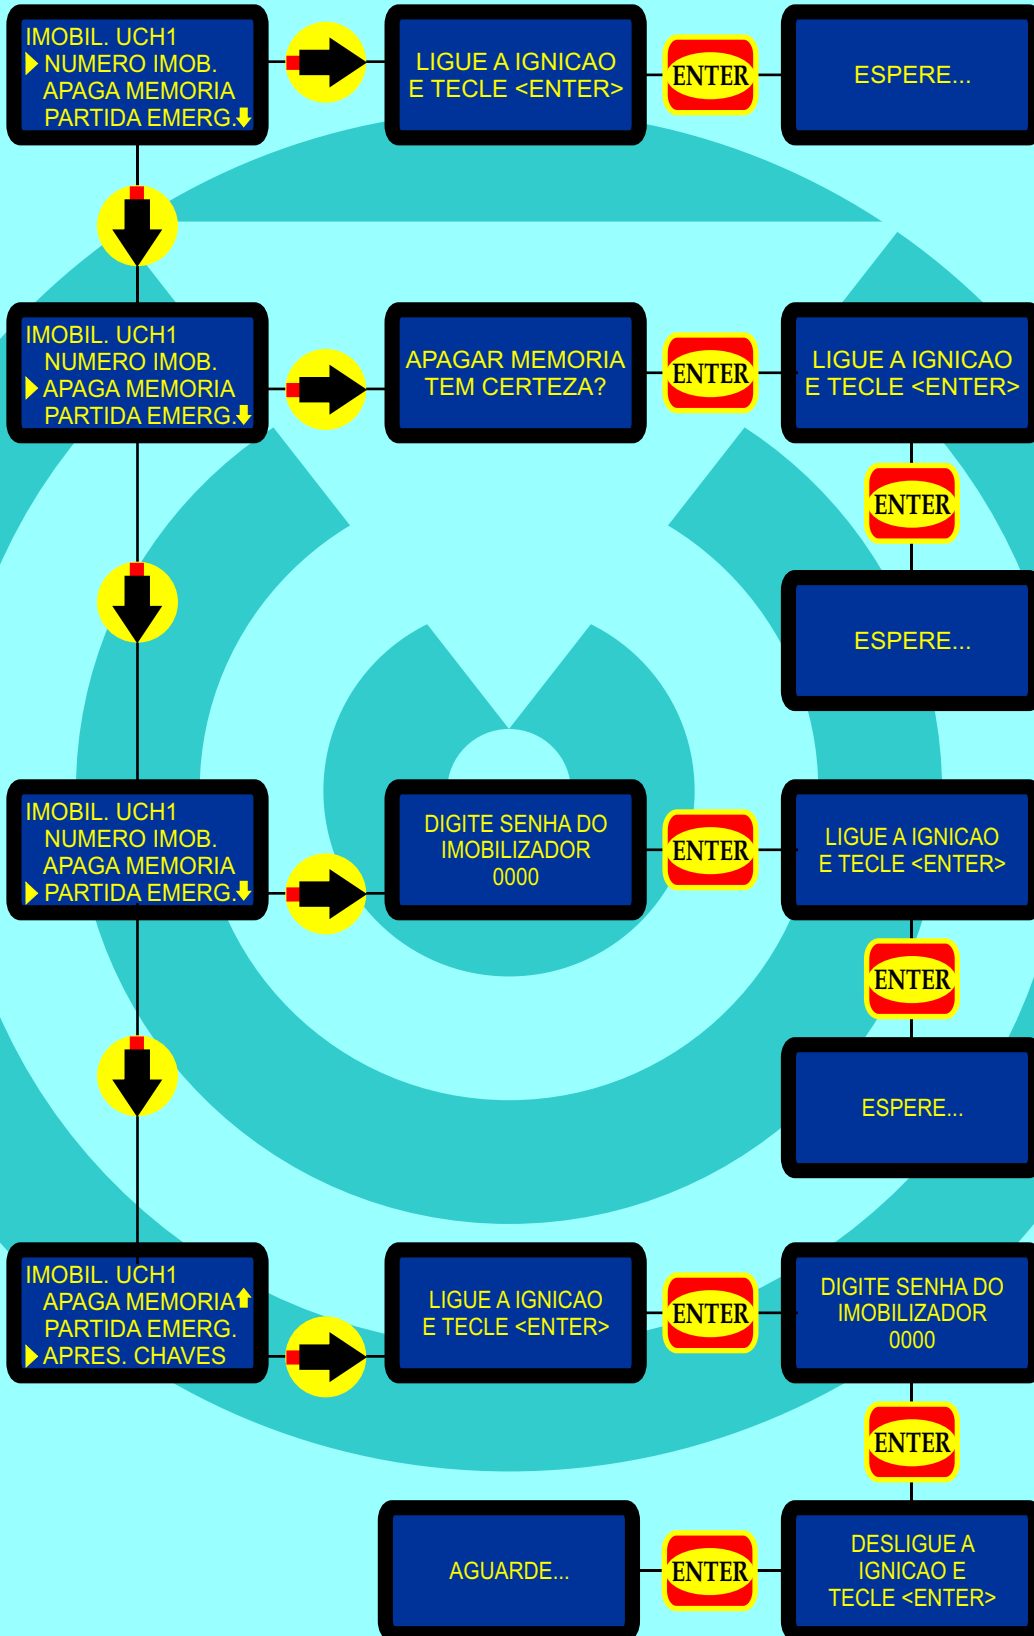 IMOBIL. UCH1
NUMERO IMOB.
APAGA MEMORIA
PARTIDA EMERG.
LIGUE A IGNICAO
E TECLE <ENTER>
ENTER
ESPERE...
IMOBIL. UCH1
NUMERO IMOB.
APAGA MEMORIA
PARTIDA EMERG.
APAGAR MEMORIA
TEM CERTEZA?
ENTER
LIGUE A IGNICAO
E TECLE <ENTER>
ENTER
ESPERE...
IMOBIL. UCH1
NUMERO IMOB.
APAGA MEMORIA
PARTIDA EMERG.
DIGITE SENHA DO
IMOBILIZADOR
0000
ENTER
LIGUE A IGNICAO
E TECLE <ENTER>
ENTER
ESPERE...
IMOBIL. UCH1
APAGA MEMORIA
PARTIDA EMERG.
APRES. CHAVES
LIGUE A IGNICAO
E TECLE <ENTER>
ENTER
DIGITE SENHA DO
IMOBILIZADOR
0000
ENTER
DESLIGUE A
IGNICAO E
TECLE <ENTER>
ENTER
AGUARDE...